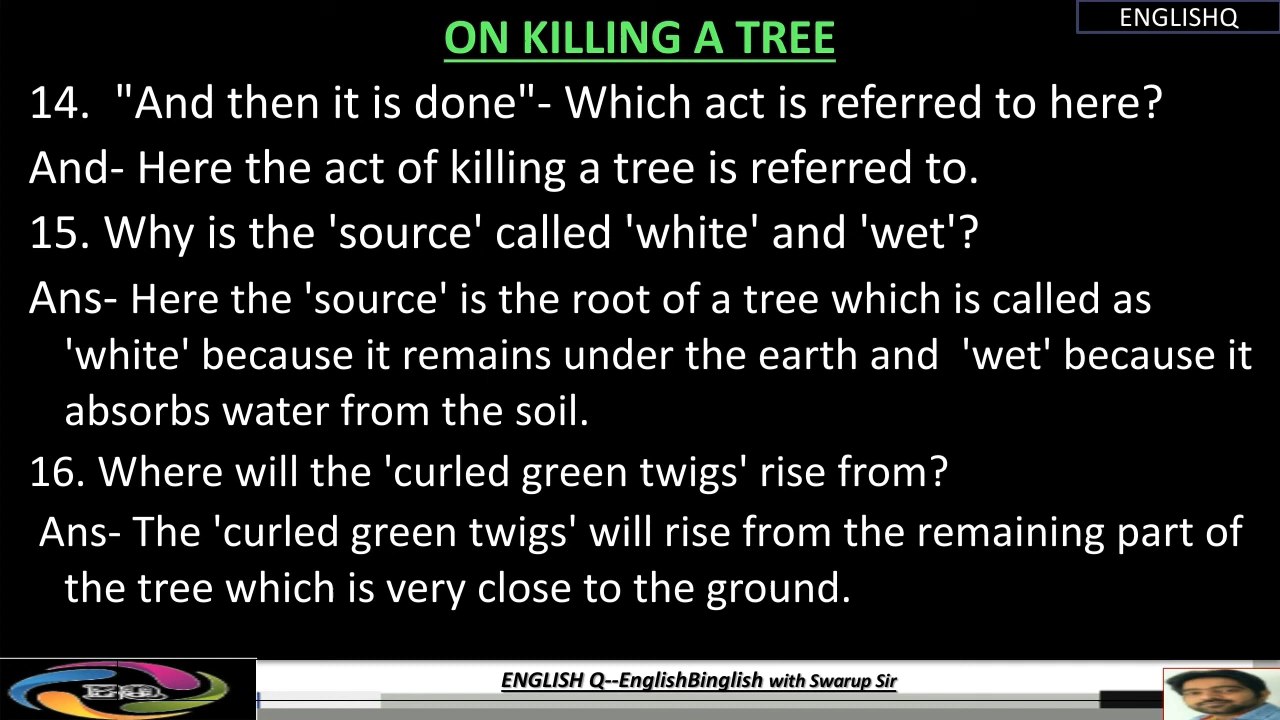 ENGLISHQ
ON KILLING A TREE
14. "And then it is done"- Which act is referred to here?
And- Here the act of killing a tree is referred to.
15. Why is the 'source' called 'white' and 'wet'?
Ans- Here the 'source' is the root of a tree which is called as
'white' because it remains under the earth and 'wet' because it
absorbs water from the soil.
16. Where will the 'curled green twigs' rise from?
Ans- The 'curled green twigs' will rise from the remaining part of
the tree which is very close to the ground.
EQ
ENGLISH Q--EnglishBinglish with Swarup Sir